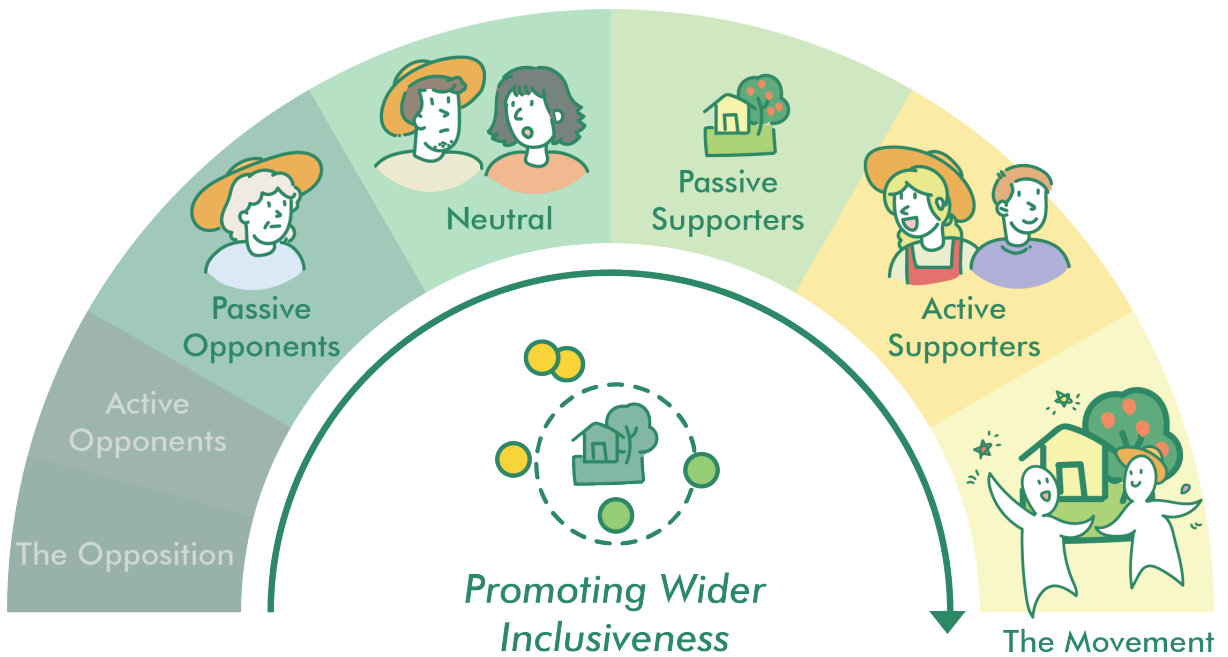 Neutral
Passive
Supporters
Passive
Opponents
Active
Supporters
Active
Opponents
The Opposition
Promoting Wider
Inclusiveness
The Movement